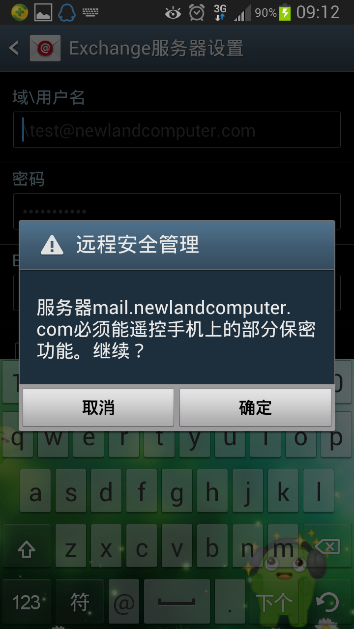 3G 90% 09:12
Exchange服务器设置
域\用户名
\test@newlandcomputer.com
密码
远程安全管理
服务器mail.newlandcomputer.
com必须能遥控手机上的部分保密
功能。继续？
取消 确定
q w e r t y u i o p
a s d f g h j k l
z x c v b n m
123 符 @ . 下个